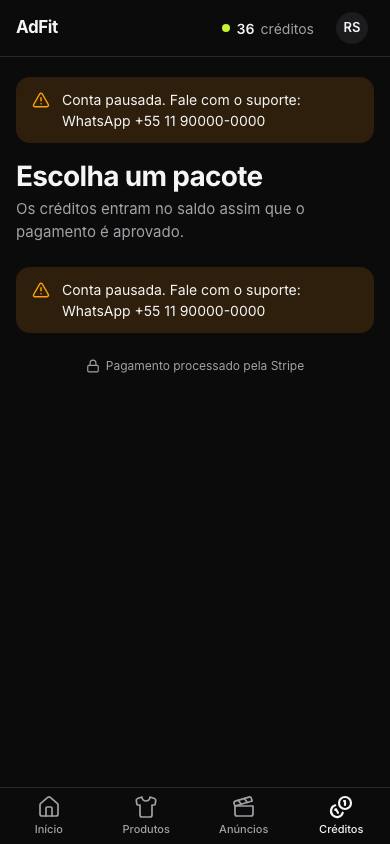 AdFit
36 créditos
RS
Conta pausada. Fale com o suporte:
WhatsApp +55 11 90000-0000
Escolha um pacote
Os créditos entram no saldo assim que o
pagamento é aprovado.
Conta pausada. Fale com o suporte:
WhatsApp +55 11 90000-0000
Pagamento processado pela Stripe
Início
Produtos
Anúncios
Créditos